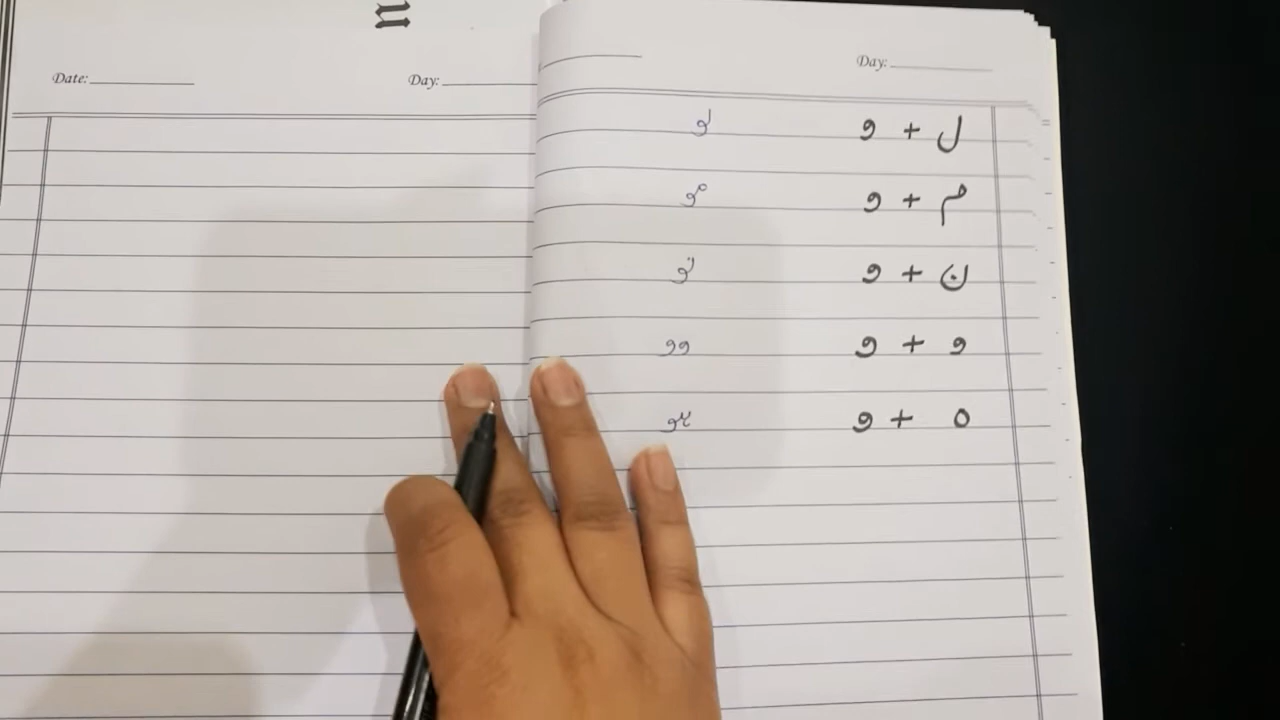 Date: Day:
Day:
ل + و لو
م + و مو
ن + و نو
و + و وو
ہ + و ہو